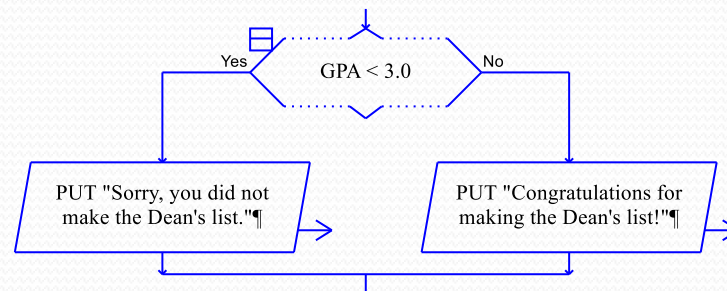 Yes
GPA < 3.0
No
PUT "Sorry, you did not
make the Dean's list."¶
PUT "Congratulations for
making the Dean's list!"¶